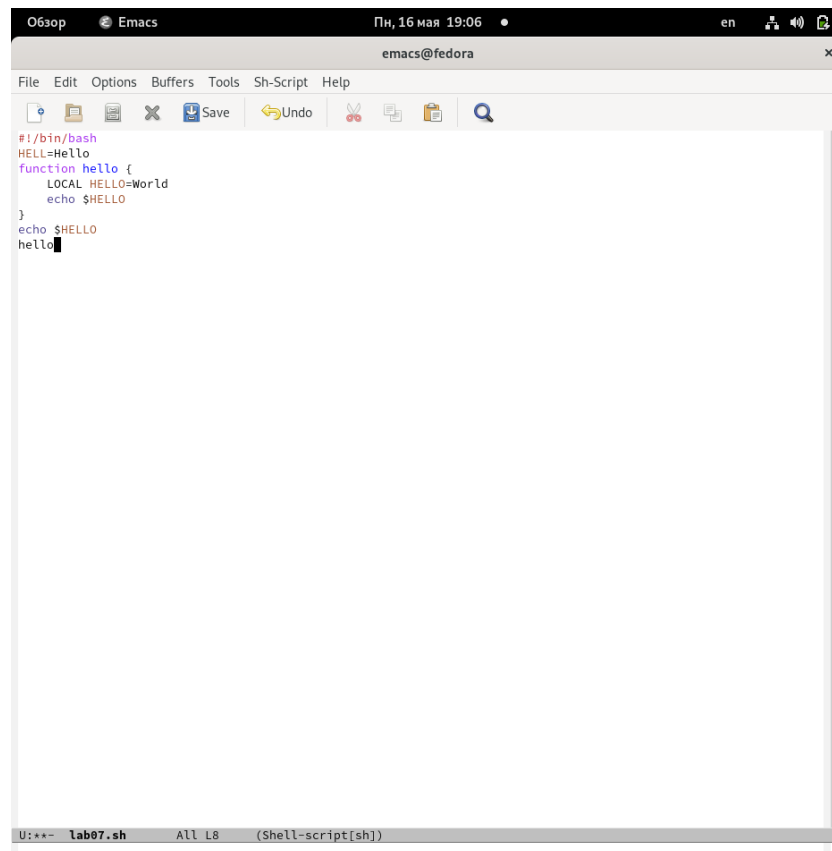 Обзор Emacs Пн, 16 мая 19:06 en
emacs@fedora
File Edit Options Buffers Tools Sh-Script Help
Save Undo
#!/bin/bash
HELL=Hello
function hello {
    LOCAL HELLO=World
    echo $HELLO
}
echo $HELLO
hello
U:**- lab07.sh All L8 (Shell-script[sh])